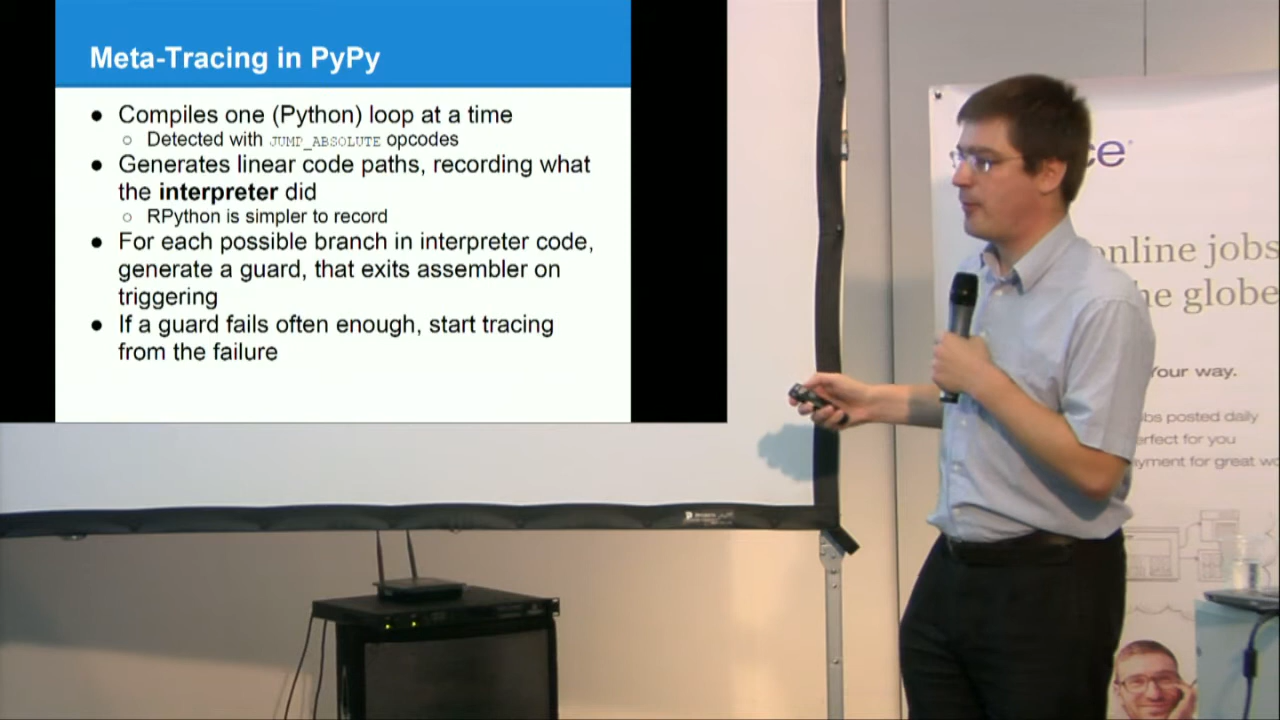 Meta-Tracing in PyPy
● Compiles one (Python) loop at a time
○ Detected with JUMP_ABSOLUTE opcodes
● Generates linear code paths, recording what
the interpreter did
○ RPython is simpler to record
● For each possible branch in interpreter code,
generate a guard, that exits assembler on
triggering
● If a guard fails often enough, start tracing
from the failure
ce
online jobs
he globe
Your way.
bs posted daily
erfect for you
yment for great wo